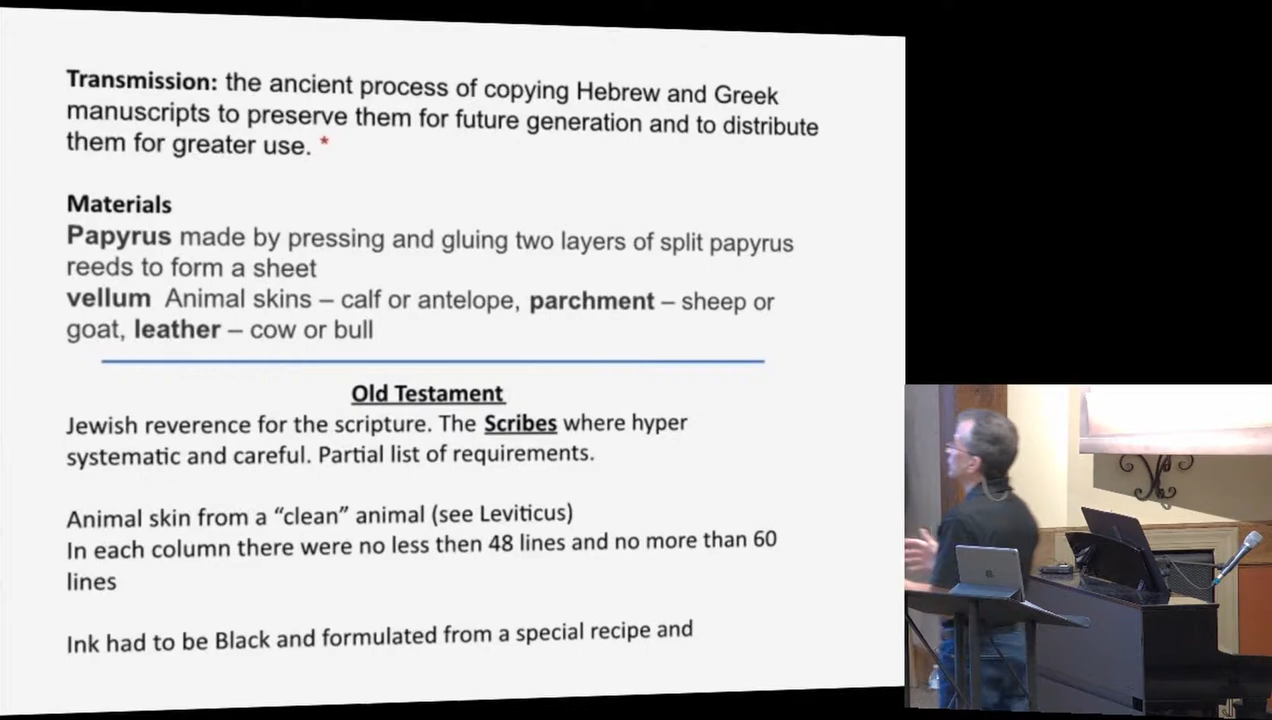 Transmission: the ancient process of copying Hebrew and Greek
manuscripts to preserve them for future generation and to distribute
them for greater use. *
Materials
Papyrus made by pressing and gluing two layers of split papyrus
reeds to form a sheet
vellum Animal skins – calf or antelope, parchment – sheep or
goat, leather – cow or bull
Old Testament
Jewish reverence for the scripture. The Scribes where hyper
systematic and careful. Partial list of requirements.
Animal skin from a “clean” animal (see Leviticus)
In each column there were no less then 48 lines and no more than 60
lines
Ink had to be Black and formulated from a special recipe and